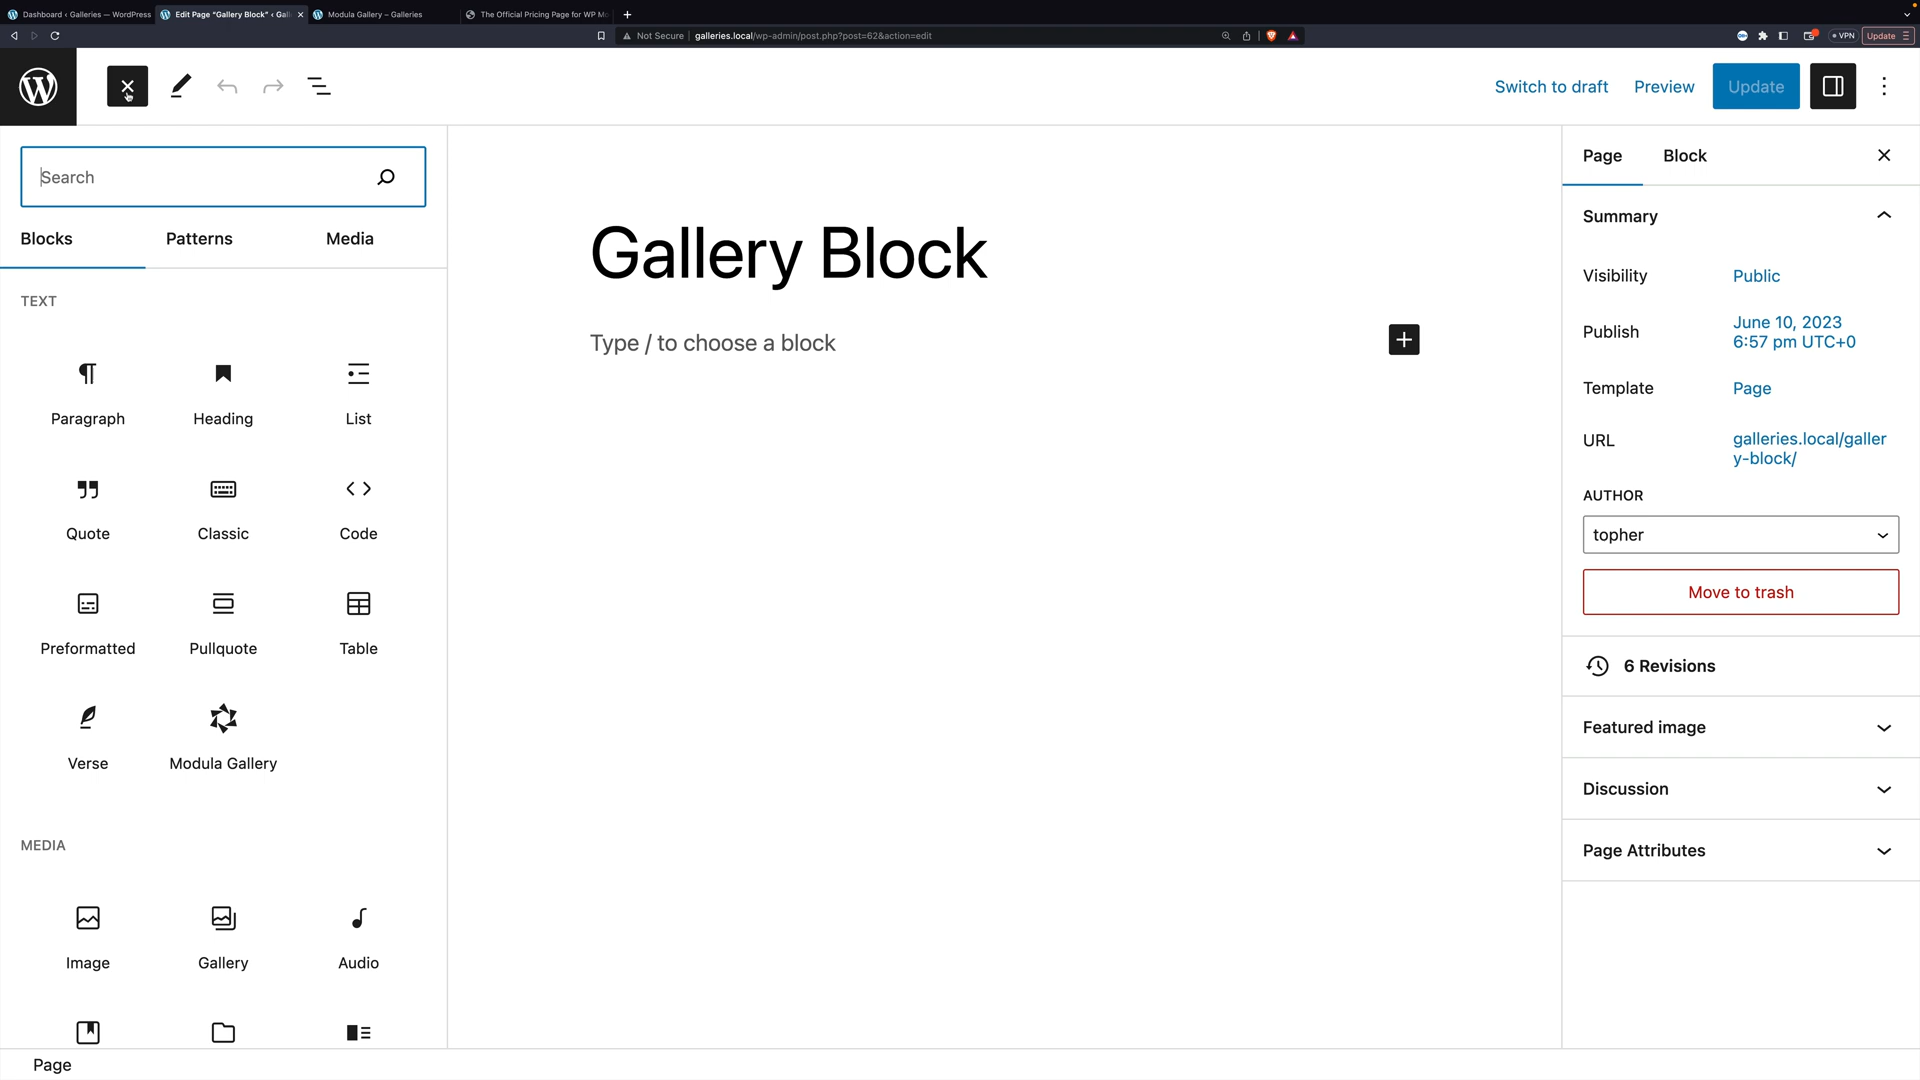 Dashboard ‹ Galleries — WordPress
Edit Page “Gallery Block” ‹ Gall
Modula Gallery – Galleries
The Official Pricing Page for WP Mo
Not Secure
galleries.local/wp-admin/post.php?post=62&action=edit
VPN
Update
Switch to draft
Preview
Update
Search
Blocks
Patterns
Media
TEXT
Paragraph
Heading
List
Quote
Classic
Code
Preformatted
Pullquote
Table
Verse
Modula Gallery
MEDIA
Image
Gallery
Audio
Gallery Block
Type / to choose a block
Page
Block
Summary
Visibility
Public
Publish
June 10, 2023
6:57 pm UTC+0
Template
Page
URL
galleries.local/galler
y-block/
AUTHOR
topher
Move to trash
6 Revisions
Featured image
Discussion
Page Attributes
Page